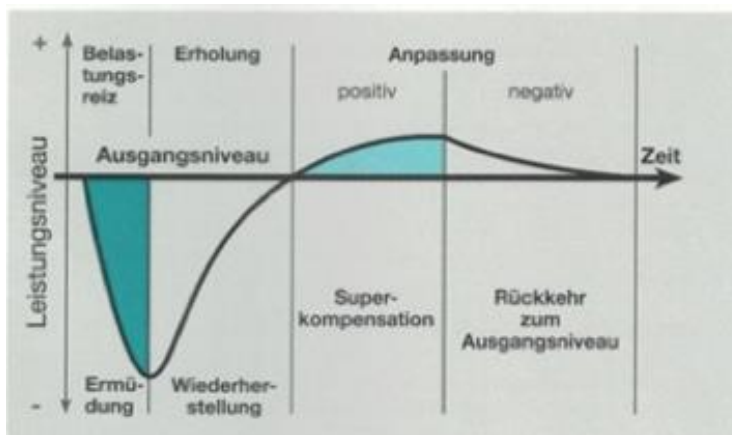 +
Belas-
tungs-
reiz
Erholung
Anpassung
positiv
negativ
Ausgangsniveau
Zeit
Leistungsniveau
Super-
kompensation
Rückkehr
zum
Ausgangsniveau
-
Ermü-
dung
Wiederher-
stellung